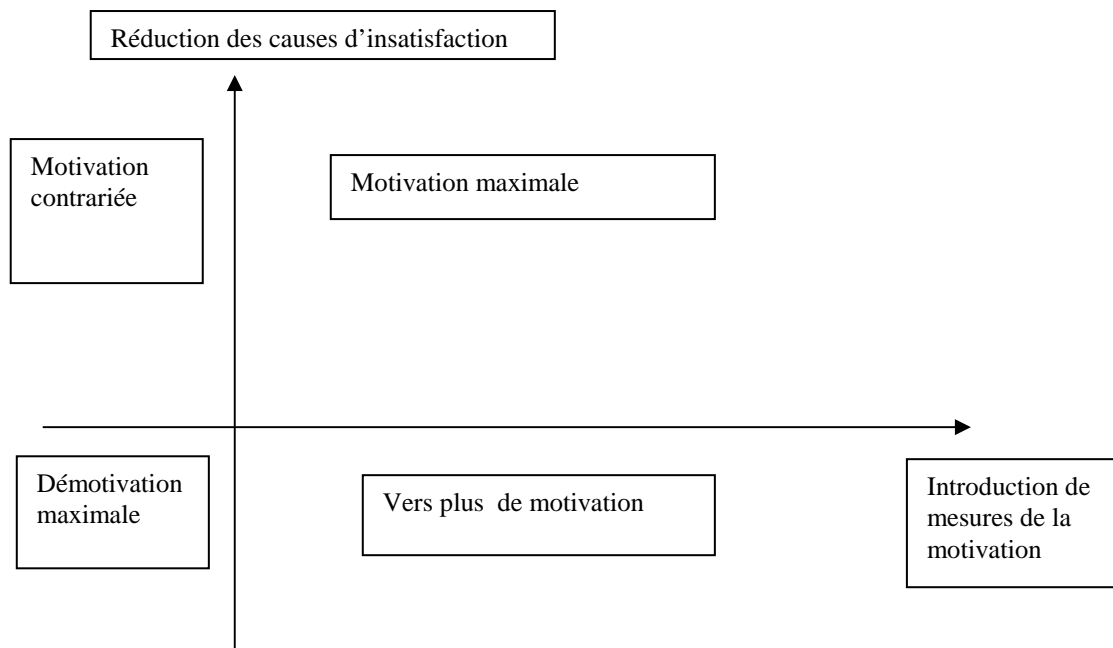 Réduction des causes d’insatisfaction
Motivation
contrariée
Motivation maximale
Démotivation
maximale
Vers plus de motivation
Introduction de
mesures de la
motivation